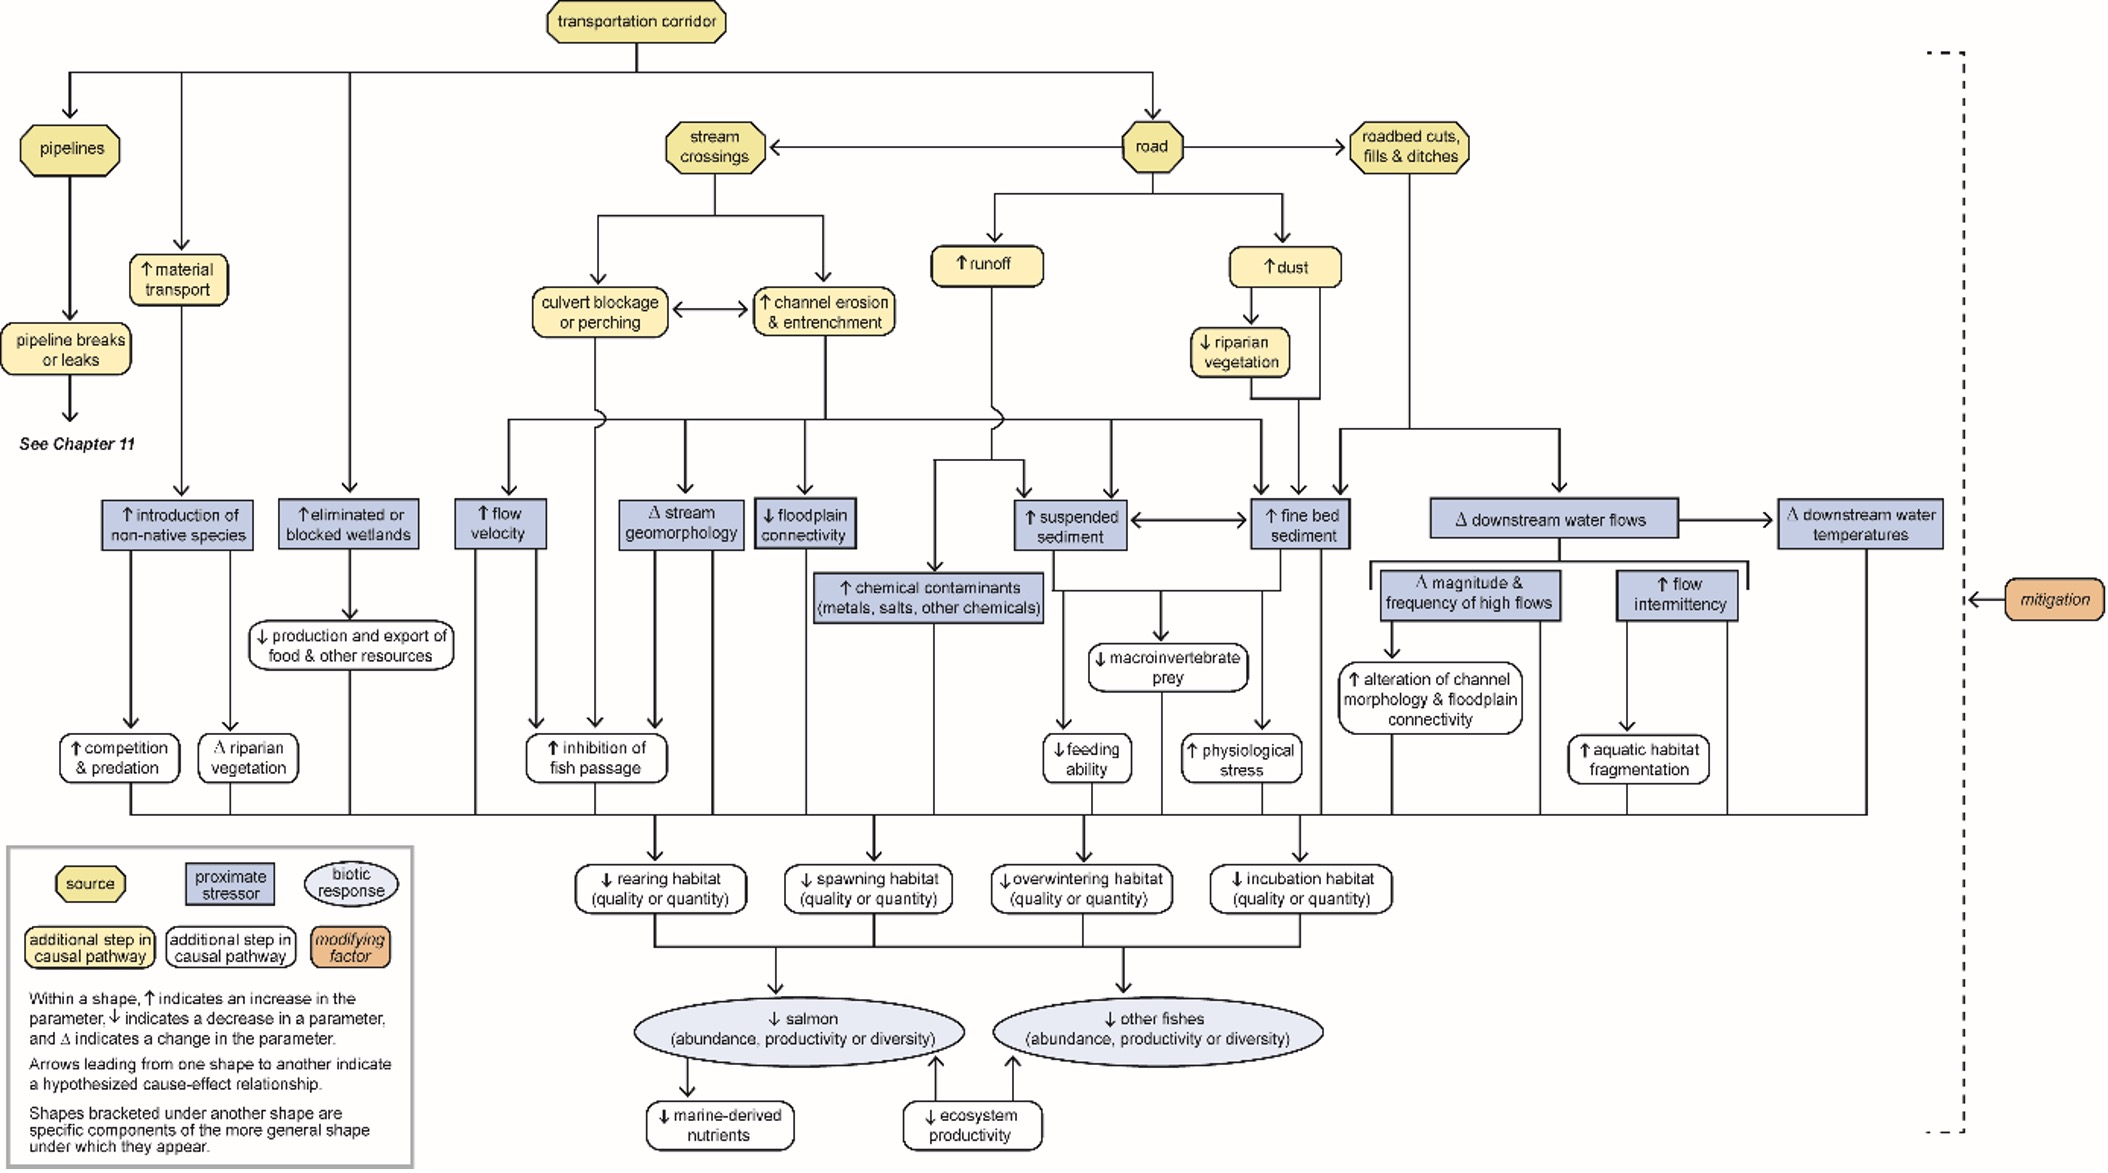 transportation corridor
pipelines
stream
crossings
road
roadbed cuts,
fills & ditches
↑ material
transport
↑ runoff
↑ dust
culvert blockage
or perching
↑ channel erosion
& entrenchment
pipeline breaks
or leaks
↓ riparian
vegetation
See Chapter 11
↑ introduction of
non-native species
↑ eliminated or
blocked wetlands
↑ flow
velocity
Δ stream
geomorphology
↓ floodplain
connectivity
↑ suspended
sediment
↑ fine bed
sediment
Δ downstream water flows
Δ downstream water
temperatures
↑ chemical contaminants
(metals, salts, other chemicals)
Δ magnitude &
frequency of high flows
↑ flow
intermittency
mitigation
↓ production and export of
food & other resources
↓ macroinvertebrate
prey
↑ alteration of channel
morphology & floodplain
connectivity
↑ competition
& predation
Δ riparian
vegetation
↑ inhibition of
fish passage
↓ feeding
ability
↑ physiological
stress
↑ aquatic habitat
fragmentation
↓ rearing habitat
(quality or quantity)
↓ spawning habitat
(quality or quantity)
↓ overwintering habitat
(quality or quantity)
↓ incubation habitat
(quality or quantity)
↓ salmon
(abundance, productivity or diversity)
↓ other fishes
(abundance, productivity or diversity)
↓ marine-derived
nutrients
↓ ecosystem
productivity
source
proximate
stressor
biotic
response
additional step in
causal pathway
additional step in
causal pathway
modifying
factor
Within a shape, ↑ indicates an increase in the
parameter, ↓ indicates a decrease in a parameter,
and Δ indicates a change in the parameter.
Arrows leading from one shape to another indicate
a hypothesized cause-effect relationship.
Shapes bracketed under another shape are
specific components of the more general shape
under which they appear.